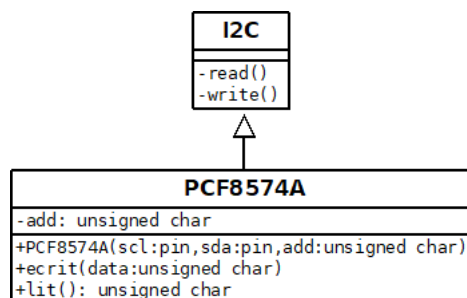 I2C
-read()
-write()
PCF8574A
-add: unsigned char
+PCF8574A(scl:pin,sda:pin,add:unsigned char)
+ecrit(data:unsigned char)
+lit(): unsigned char